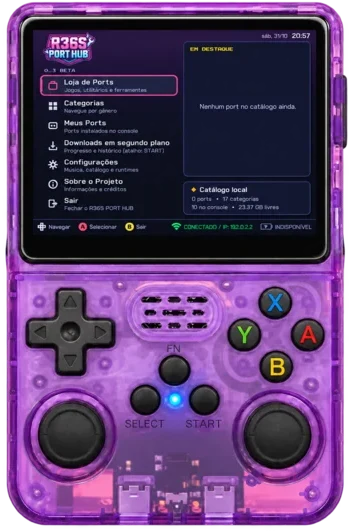 R36S
PORT HUB
sáb, 31/10 20:57
0.3 BETA
Loja de Ports
Jogos, utilitários e ferramentas
Categorias
Navegue por gênero
Meus Ports
Ports instalados no console
Downloads em segundo plano
Progresso e histórico (atalho: START)
Configurações
Musica, catálogo e runtimes
Sobre o Projeto
Informações e créditos
Sair
Fechar o R36S PORT HUB
EM DESTAQUE
Nenhum port no catálogo ainda.
Catálogo local
0 ports • 17 categorias
10 no console • 23.37 GB livres
Navegar A Selecionar B Sair CONECTADO / IP: 192.0.2.2 INDISPONÍVEL
X
Y A
B
FN
SELECT START